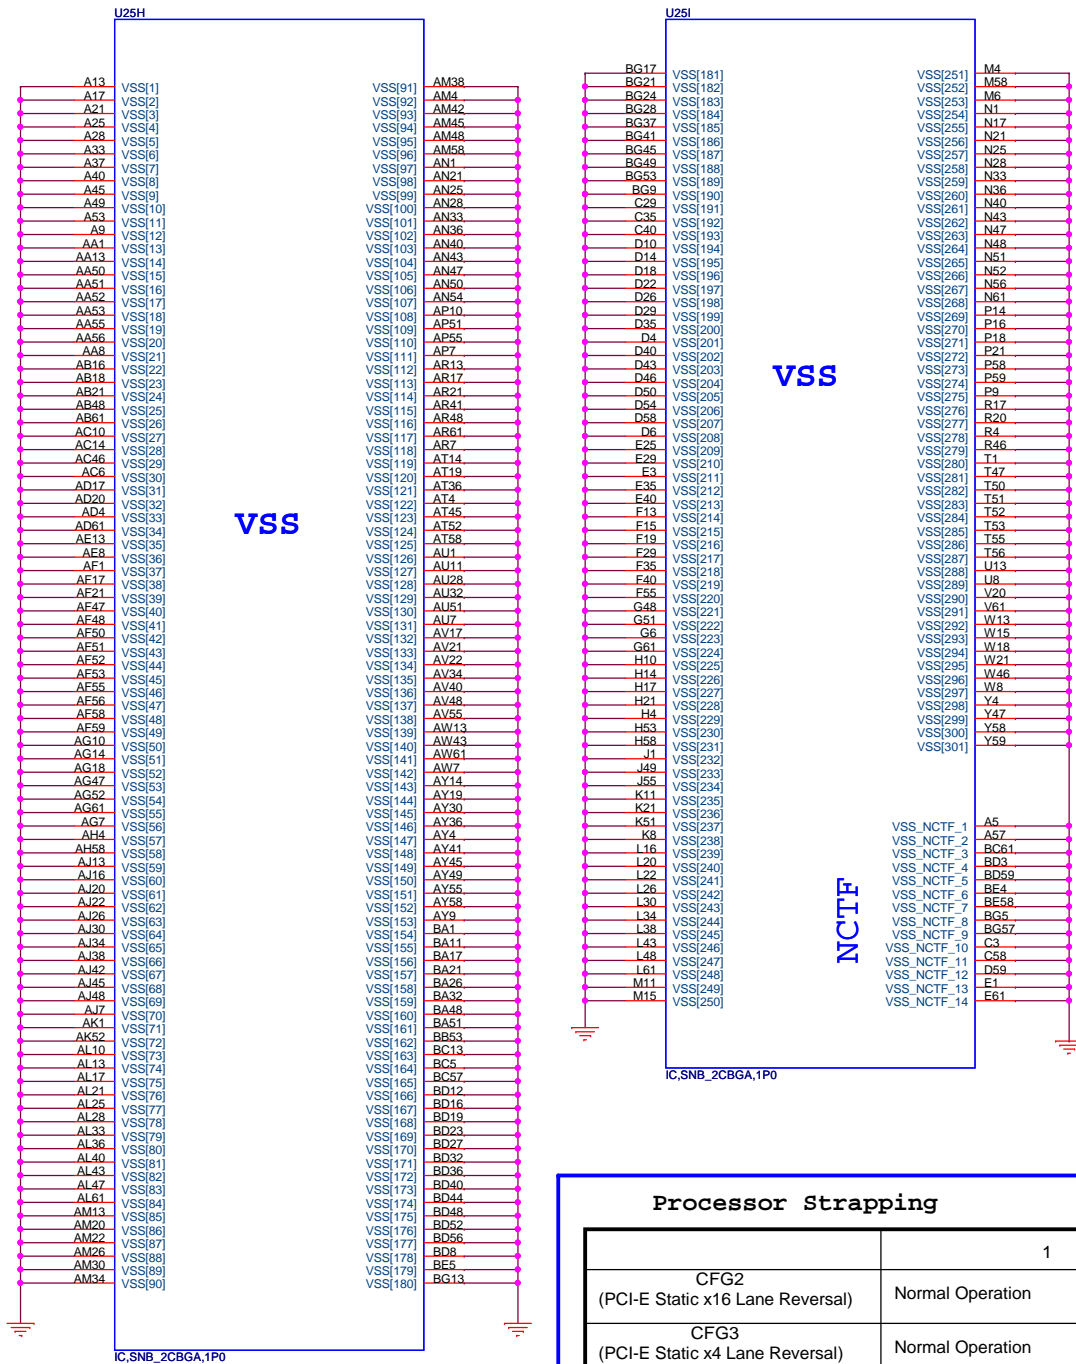 U25H
A13 VSS[1] VSS[91] AM38
A17 VSS[2] VSS[92] AM4
A21 VSS[3] VSS[93] AM42
A25 VSS[4] VSS[94] AM45
A28 VSS[5] VSS[95] AM48
A33 VSS[6] VSS[96] AM58
A37 VSS[7] VSS[97] AN1
A40 VSS[8] VSS[98] AN21
A45 VSS[9] VSS[99] AN25
A49 VSS[10] VSS[100] AN28
A53 VSS[11] VSS[101] AN33
A9 VSS[12] VSS[102] AN36
AA1 VSS[13] VSS[103] AN40
AA13 VSS[14] VSS[104] AN43
AA50 VSS[15] VSS[105] AN47
AA51 VSS[16] VSS[106] AN50
AA52 VSS[17] VSS[107] AN54
AA53 VSS[18] VSS[108] AP10
AA55 VSS[19] VSS[109] AP51
AA56 VSS[20] VSS[110] AP55
AA8 VSS[21] VSS[111] AP7
AB16 VSS[22] VSS[112] AR13
AB18 VSS[23] VSS[113] AR17
AB21 VSS[24] VSS[114] AR21
AB48 VSS[25] VSS[115] AR41
AB61 VSS[26] VSS[116] AR48
AC10 VSS[27] VSS[117] AR61
AC14 VSS[28] VSS[118] AR7
AC46 VSS[29] VSS[119] AT14
AC6 VSS[30] VSS[120] AT19
AD17 VSS[31] VSS[121] AT36
AD20 VSS[32] VSS[122] AT4
AD4 VSS[33] VSS[123] AT45
AD61 VSS[34] VSS[124] AT52
AE13 VSS[35] VSS[125] AT58
AE8 VSS[36] VSS[126] AU1
AF1 VSS[37] VSS[127] AU11
AF17 VSS[38] VSS[128] AU28
AF21 VSS[39] VSS[129] AU32
AF47 VSS[40] VSS[130] AU51
AF48 VSS[41] VSS[131] AU7
AF50 VSS[42] VSS[132] AV17
AF51 VSS[43] VSS[133] AV21
AF52 VSS[44] VSS[134] AV22
AF53 VSS[45] VSS[135] AV34
AF55 VSS[46] VSS[136] AV40
AF56 VSS[47] VSS[137] AV48
AF58 VSS[48] VSS[138] AV55
AF59 VSS[49] VSS[139] AW13
AG10 VSS[50] VSS[140] AW43
AG14 VSS[51] VSS[141] AW61
AG18 VSS[52] VSS[142] AW7
AG47 VSS[53] VSS[143] AY14
AG52 VSS[54] VSS[144] AY19
AG61 VSS[55] VSS[145] AY30
AG7 VSS[56] VSS[146] AY36
AH4 VSS[57] VSS[147] AY4
AH58 VSS[58] VSS[148] AY41
AJ13 VSS[59] VSS[149] AY45
AJ16 VSS[60] VSS[150] AY49
AJ20 VSS[61] VSS[151] AY55
AJ22 VSS[62] VSS[152] AY58
AJ26 VSS[63] VSS[153] AY9
AJ30 VSS[64] VSS[154] BA1
AJ34 VSS[65] VSS[155] BA11
AJ38 VSS[66] VSS[156] BA17
AJ42 VSS[67] VSS[157] BA21
AJ45 VSS[68] VSS[158] BA26
AJ48 VSS[69] VSS[159] BA32
AJ7 VSS[70] VSS[160] BA48
AK1 VSS[71] VSS[161] BA51
AK52 VSS[72] VSS[162] BB53
AL10 VSS[73] VSS[163] BC13
AL13 VSS[74] VSS[164] BC5
AL17 VSS[75] VSS[165] BC57
AL21 VSS[76] VSS[166] BD12
AL25 VSS[77] VSS[167] BD16
AL28 VSS[78] VSS[168] BD19
AL33 VSS[79] VSS[169] BD23
AL36 VSS[80] VSS[170] BD27
AL40 VSS[81] VSS[171] BD32
AL43 VSS[82] VSS[172] BD36
AL47 VSS[83] VSS[173] BD40
AL61 VSS[84] VSS[174] BD44
AM13 VSS[85] VSS[175] BD48
AM20 VSS[86] VSS[176] BD52
AM22 VSS[87] VSS[177] BD56
AM26 VSS[88] VSS[178] BD8
AM30 VSS[89] VSS[179] BE5
AM34 VSS[90] VSS[180] BG13
VSS
IC,SNB_2CBGA,1P0
U25I
BG17 VSS[181] VSS[251] M4
BG21 VSS[182] VSS[252] M58
BG24 VSS[183] VSS[253] M6
BG28 VSS[184] VSS[254] N1
BG37 VSS[185] VSS[255] N17
BG41 VSS[186] VSS[256] N21
BG45 VSS[187] VSS[257] N25
BG49 VSS[188] VSS[258] N28
BG53 VSS[189] VSS[259] N33
BG9 VSS[190] VSS[260] N36
C29 VSS[191] VSS[261] N40
C35 VSS[192] VSS[262] N43
C40 VSS[193] VSS[263] N47
D10 VSS[194] VSS[264] N48
D14 VSS[195] VSS[265] N51
D18 VSS[196] VSS[266] N52
D22 VSS[197] VSS[267] N56
D26 VSS[198] VSS[268] N61
D29 VSS[199] VSS[269] P14
D35 VSS[200] VSS[270] P16
D4 VSS[201] VSS[271] P18
D40 VSS[202] VSS[272] P21
D43 VSS[203] VSS[273] P58
D46 VSS[204] VSS[274] P59
D50 VSS[205] VSS[275] P9
D54 VSS[206] VSS[276] R17
D58 VSS[207] VSS[277] R20
D6 VSS[208] VSS[278] R4
E25 VSS[209] VSS[279] R46
E29 VSS[210] VSS[280] T1
E3 VSS[211] VSS[281] T47
E35 VSS[212] VSS[282] T50
E40 VSS[213] VSS[283] T51
F13 VSS[214] VSS[284] T52
F15 VSS[215] VSS[285] T53
F19 VSS[216] VSS[286] T55
F29 VSS[217] VSS[287] T56
F35 VSS[218] VSS[288] U13
F40 VSS[219] VSS[289] U8
F55 VSS[220] VSS[290] V20
G48 VSS[221] VSS[291] V61
G51 VSS[222] VSS[292] W13
G6 VSS[223] VSS[293] W15
G61 VSS[224] VSS[294] W18
H10 VSS[225] VSS[295] W21
H14 VSS[226] VSS[296] W46
H17 VSS[227] VSS[297] W8
H21 VSS[228] VSS[298] Y4
H4 VSS[229] VSS[299] Y47
H53 VSS[230] VSS[300] Y58
H58 VSS[231] VSS[301] Y59
J1 VSS[232]
J49 VSS[233]
J55 VSS[234]
K11 VSS[235]
K21 VSS[236]
K51 VSS[237] VSS_NCTF_1 A5
K8 VSS[238] VSS_NCTF_2 A57
L16 VSS[239] VSS_NCTF_3 BC61
L20 VSS[240] VSS_NCTF_4 BD3
L22 VSS[241] VSS_NCTF_5 BD59
L26 VSS[242] VSS_NCTF_6 BE4
L30 VSS[243] VSS_NCTF_7 BE58
L34 VSS[244] VSS_NCTF_8 BG5
L38 VSS[245] VSS_NCTF_9 BG57
L43 VSS[246] VSS_NCTF_10 C3
L48 VSS[247] VSS_NCTF_11 C58
L61 VSS[248] VSS_NCTF_12 D59
M11 VSS[249] VSS_NCTF_13 E1
M15 VSS[250] VSS_NCTF_14 E61
VSS
NCTF
IC,SNB_2CBGA,1P0
Processor Strapping
1
CFG2
(PCI-E Static x16 Lane Reversal) Normal Operation
CFG3
(PCI-E Static x4 Lane Reversal) Normal Operation